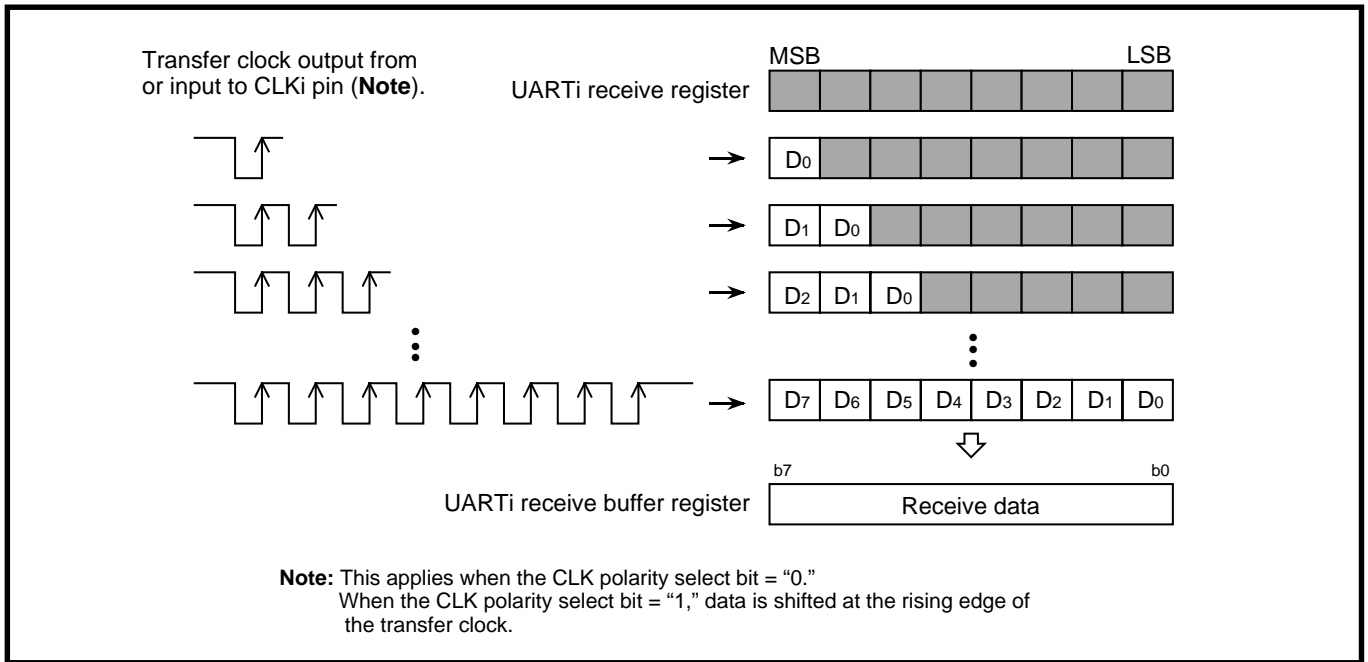 Transfer clock output from
or input to CLKi pin (Note).
MSB LSB
UARTi receive register
D0
D1 D0
D2 D1 D0
D7 D6 D5 D4 D3 D2 D1 D0
b7 b0
UARTi receive buffer register
Receive data
Note: This applies when the CLK polarity select bit = “0.”
When the CLK polarity select bit = “1,” data is shifted at the rising edge of
the transfer clock.